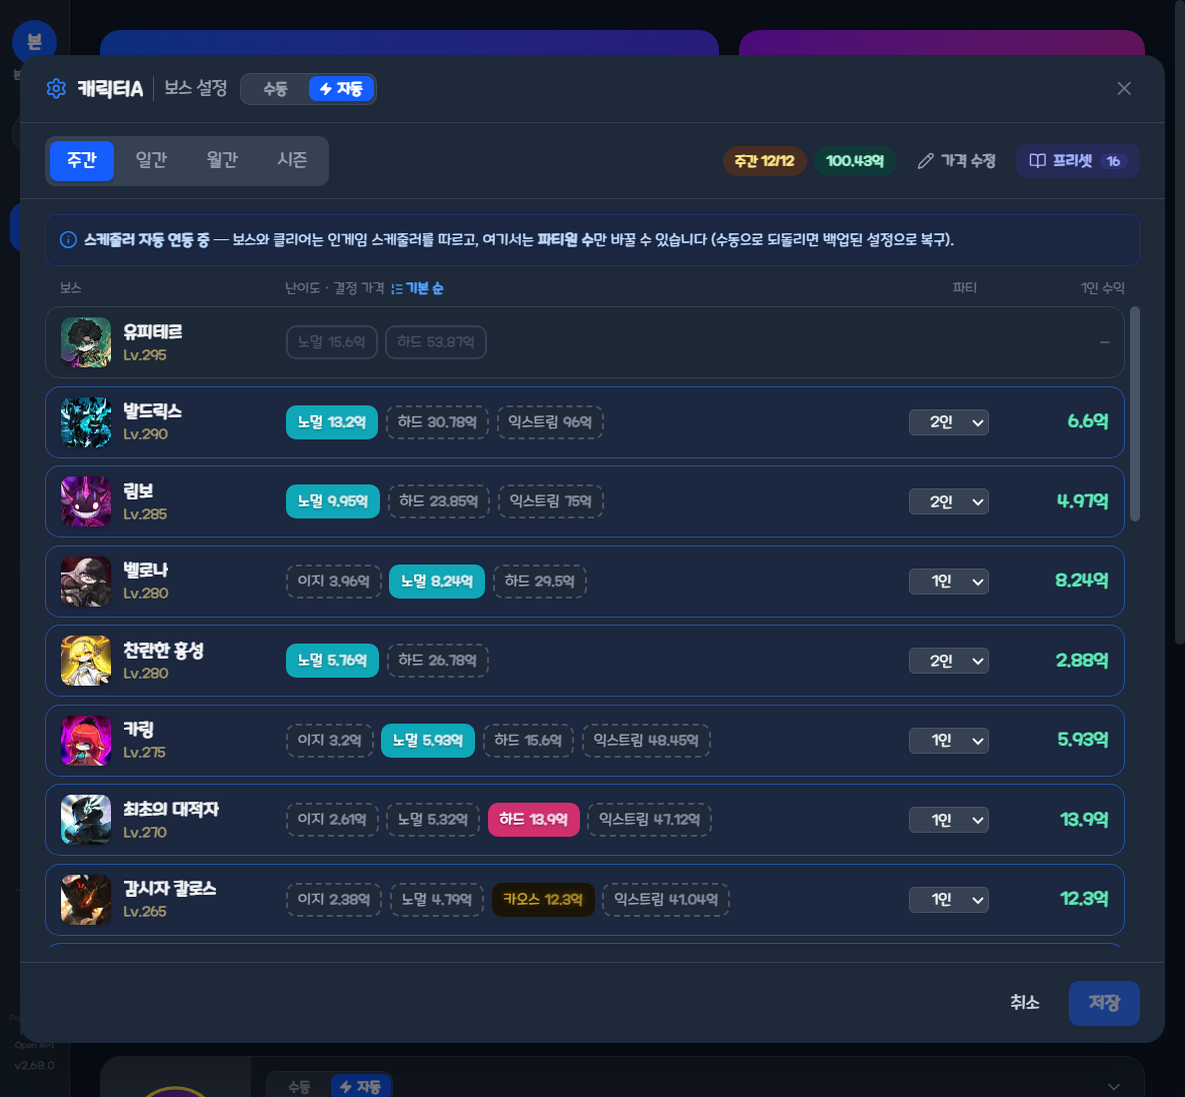 본
캐릭터A 보스 설정 수동 자동
주간 일간 월간 시즌 주간 12/12 100.43억 가격 수정 프리셋 16
스케줄러 자동 연동 중 — 보스와 클리어는 인게임 스케줄러를 따르고, 여기서는 파티원 수만 바꿀 수 있습니다 (수동으로 되돌리면 백업된 설정으로 복구).
보스 난이도 · 결정 가격 기본 순 파티 1인 수익
유피테르
Lv.295
노멀 15.6억 하드 53.87억 –
발드릭스
Lv.290
노멀 13.2억 하드 30.78억 익스트림 96억 2인 6.6억
림보
Lv.285
노멀 9.95억 하드 23.85억 익스트림 75억 2인 4.97억
벨로나
Lv.280
이지 3.96억 노멀 8.24억 하드 29.5억 1인 8.24억
찬란한 흉성
Lv.280
노멀 5.76억 하드 26.78억 2인 2.88억
카링
Lv.275
이지 3.2억 노멀 5.93억 하드 15.6억 익스트림 48.45억 1인 5.93억
최초의 대적자
Lv.270
이지 2.61억 노멀 5.32억 하드 13.9억 익스트림 47.12억 1인 13.9억
감시자 칼로스
Lv.265
이지 2.38억 노멀 4.79억 카오스 12.3억 익스트림 41.04억 1인 12.3억
취소 저장
Open API
v2.68.0
수동 자동